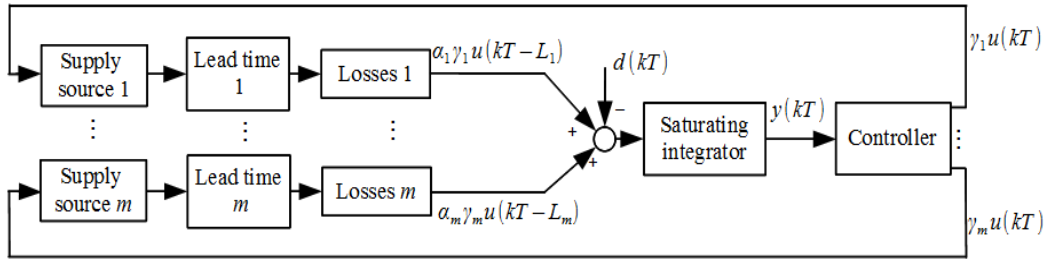 γ₁u(kT)
Supply
source 1
Lead time
1
Losses 1
α₁γ₁u(kT−L₁)
d(kT)
−
⋮
⋮
⋮
+
+
Saturating
integrator
y(kT)
Controller
⋮
Supply
source m
Lead time
m
Losses m
αₘγₘu(kT−Lₘ)
γₘu(kT)